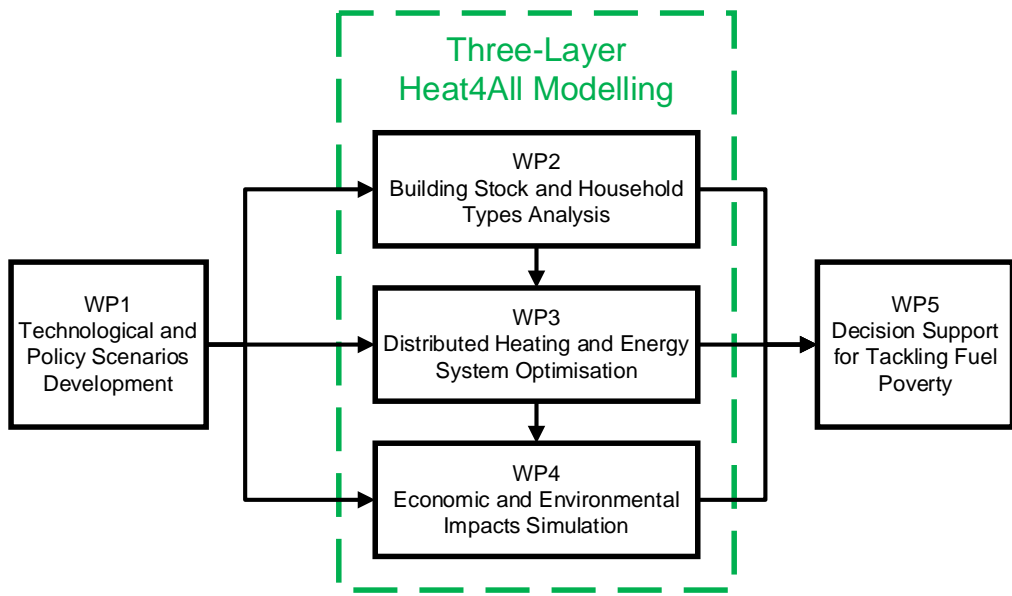 Three-Layer
Heat4All Modelling
WP2
Building Stock and Household
Types Analysis
WP1
Technological and
Policy Scenarios
Development
WP3
Distributed Heating and Energy
System Optimisation
WP5
Decision Support
for Tackling Fuel
Poverty
WP4
Economic and Environmental
Impacts Simulation